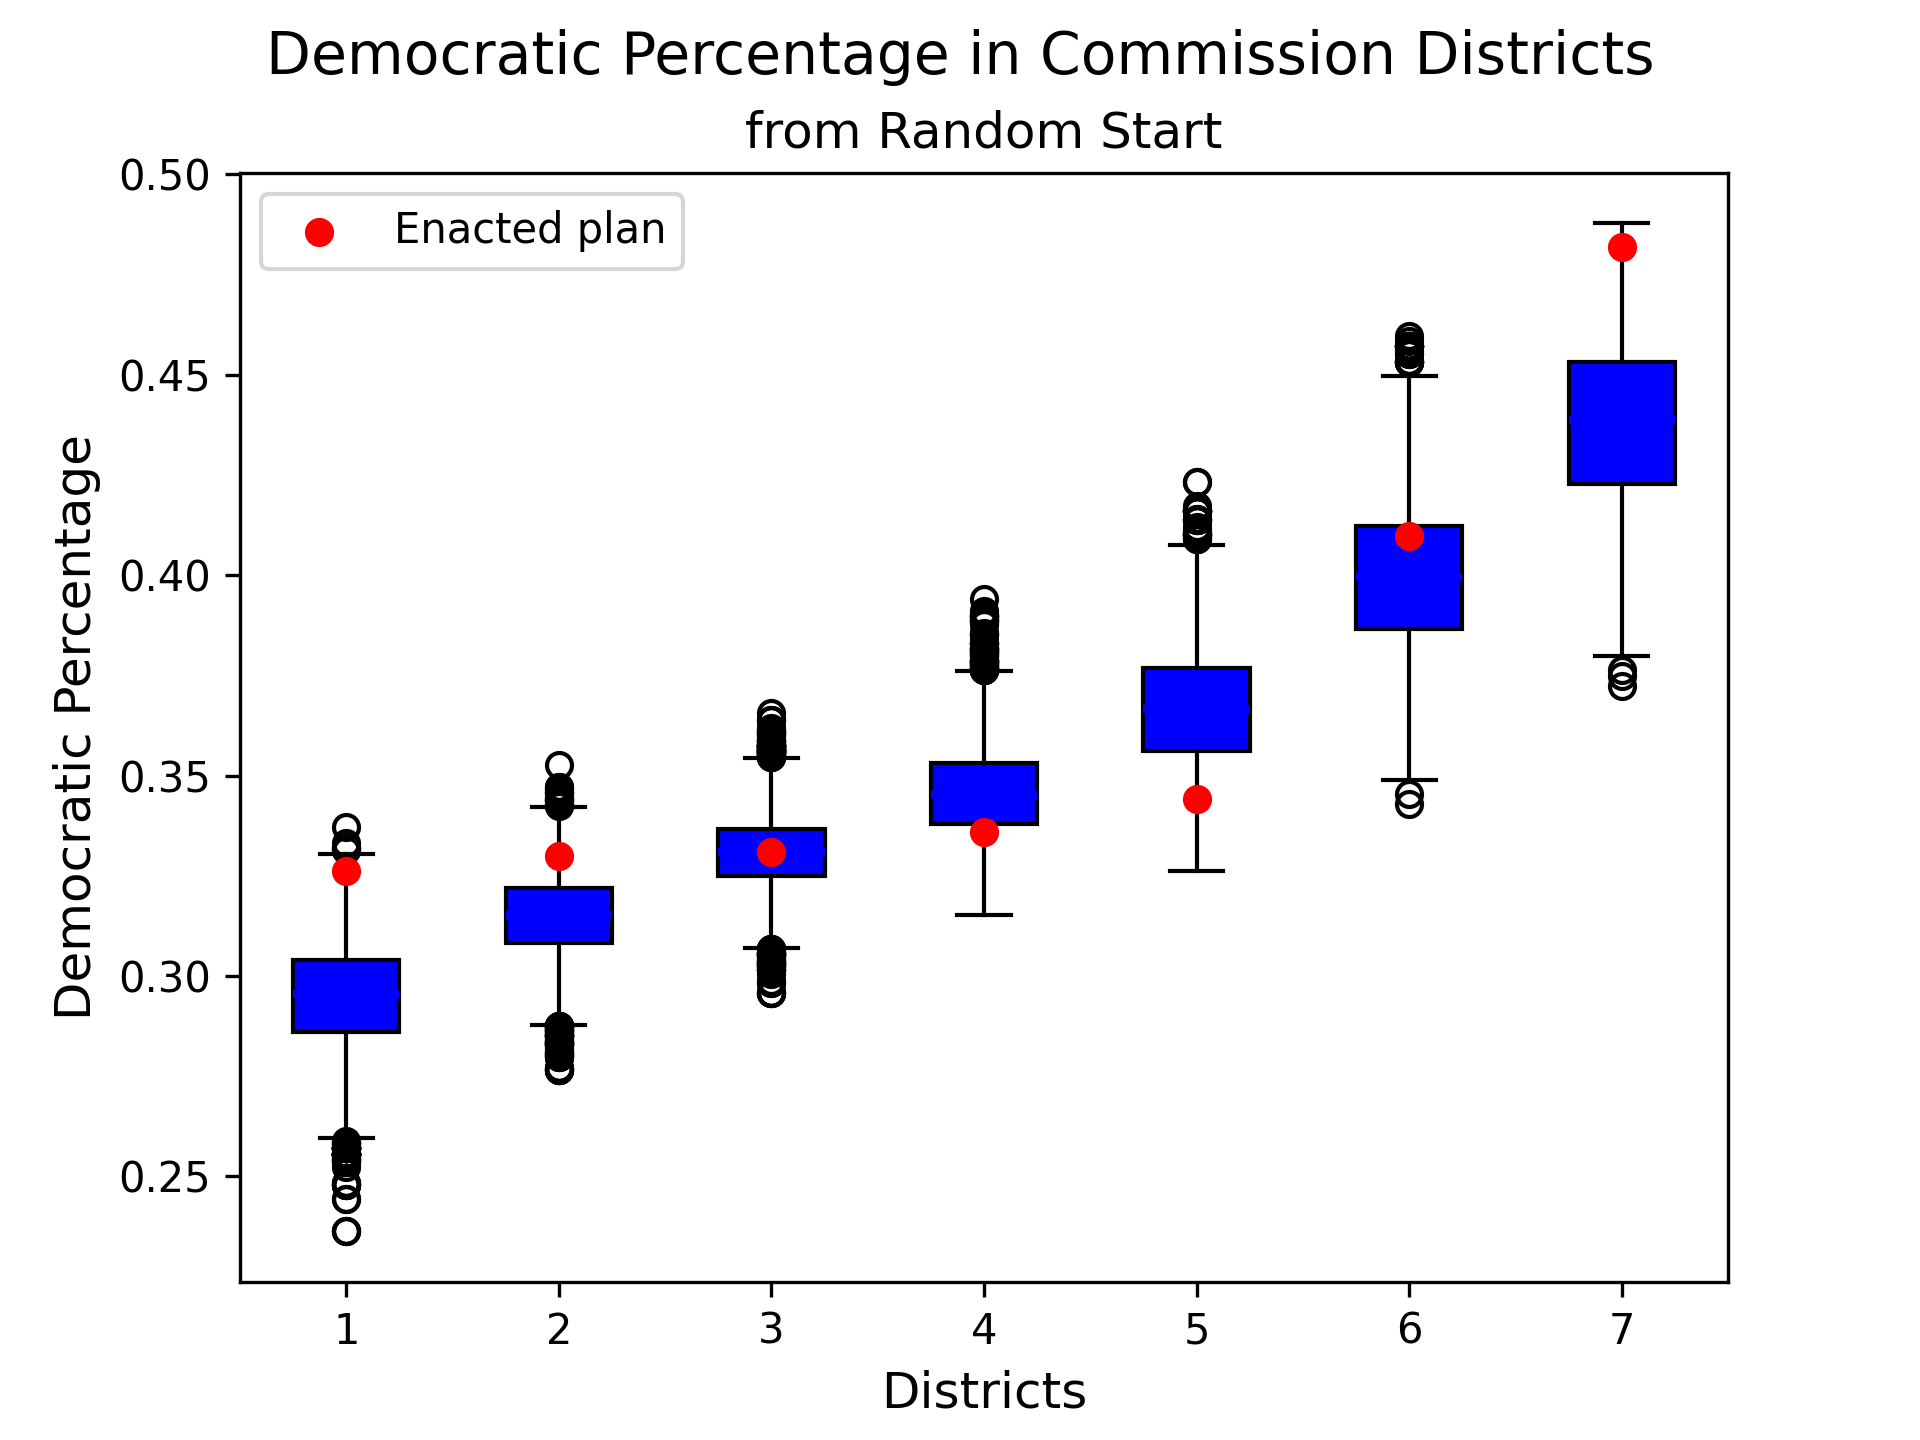 Democratic Percentage in Commission Districts
from Random Start
Enacted plan
0.50
0.45
0.40
0.35
0.30
0.25
Democratic Percentage
1 2 3 4 5 6 7
Districts